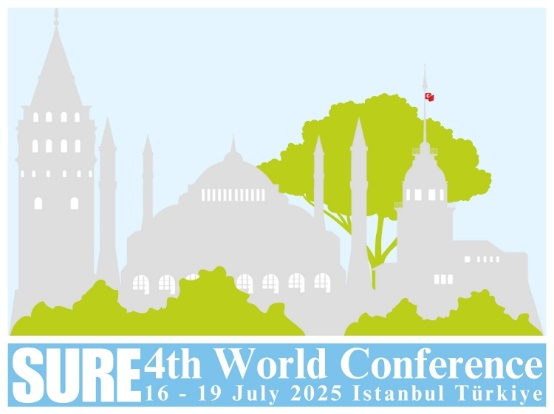 SURE 4th World Conference
16 - 19 July 2025 Istanbul Türkiye